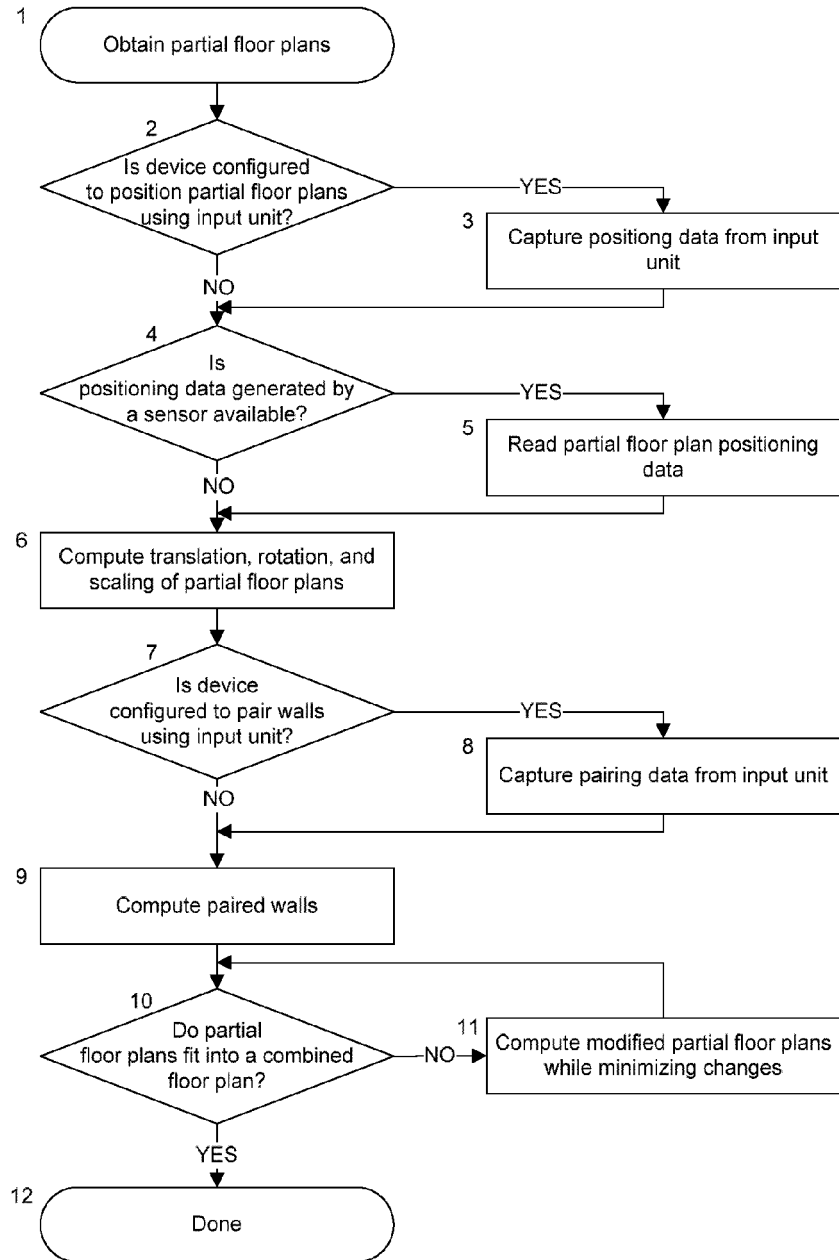 1
Obtain partial floor plans
2
Is device configured
to position partial floor plans
using input unit?
YES
3
Capture positiong data from input
unit
NO
4
Is
positioning data generated by
a sensor available?
YES
5
Read partial floor plan positioning
data
NO
6
Compute translation, rotation, and
scaling of partial floor plans
7
Is device
configured to pair walls
using input unit?
YES
8
Capture pairing data from input unit
NO
9
Compute paired walls
10
Do partial
floor plans fit into a combined
floor plan?
NO
11
Compute modified partial floor plans
while minimizing changes
YES
12
Done